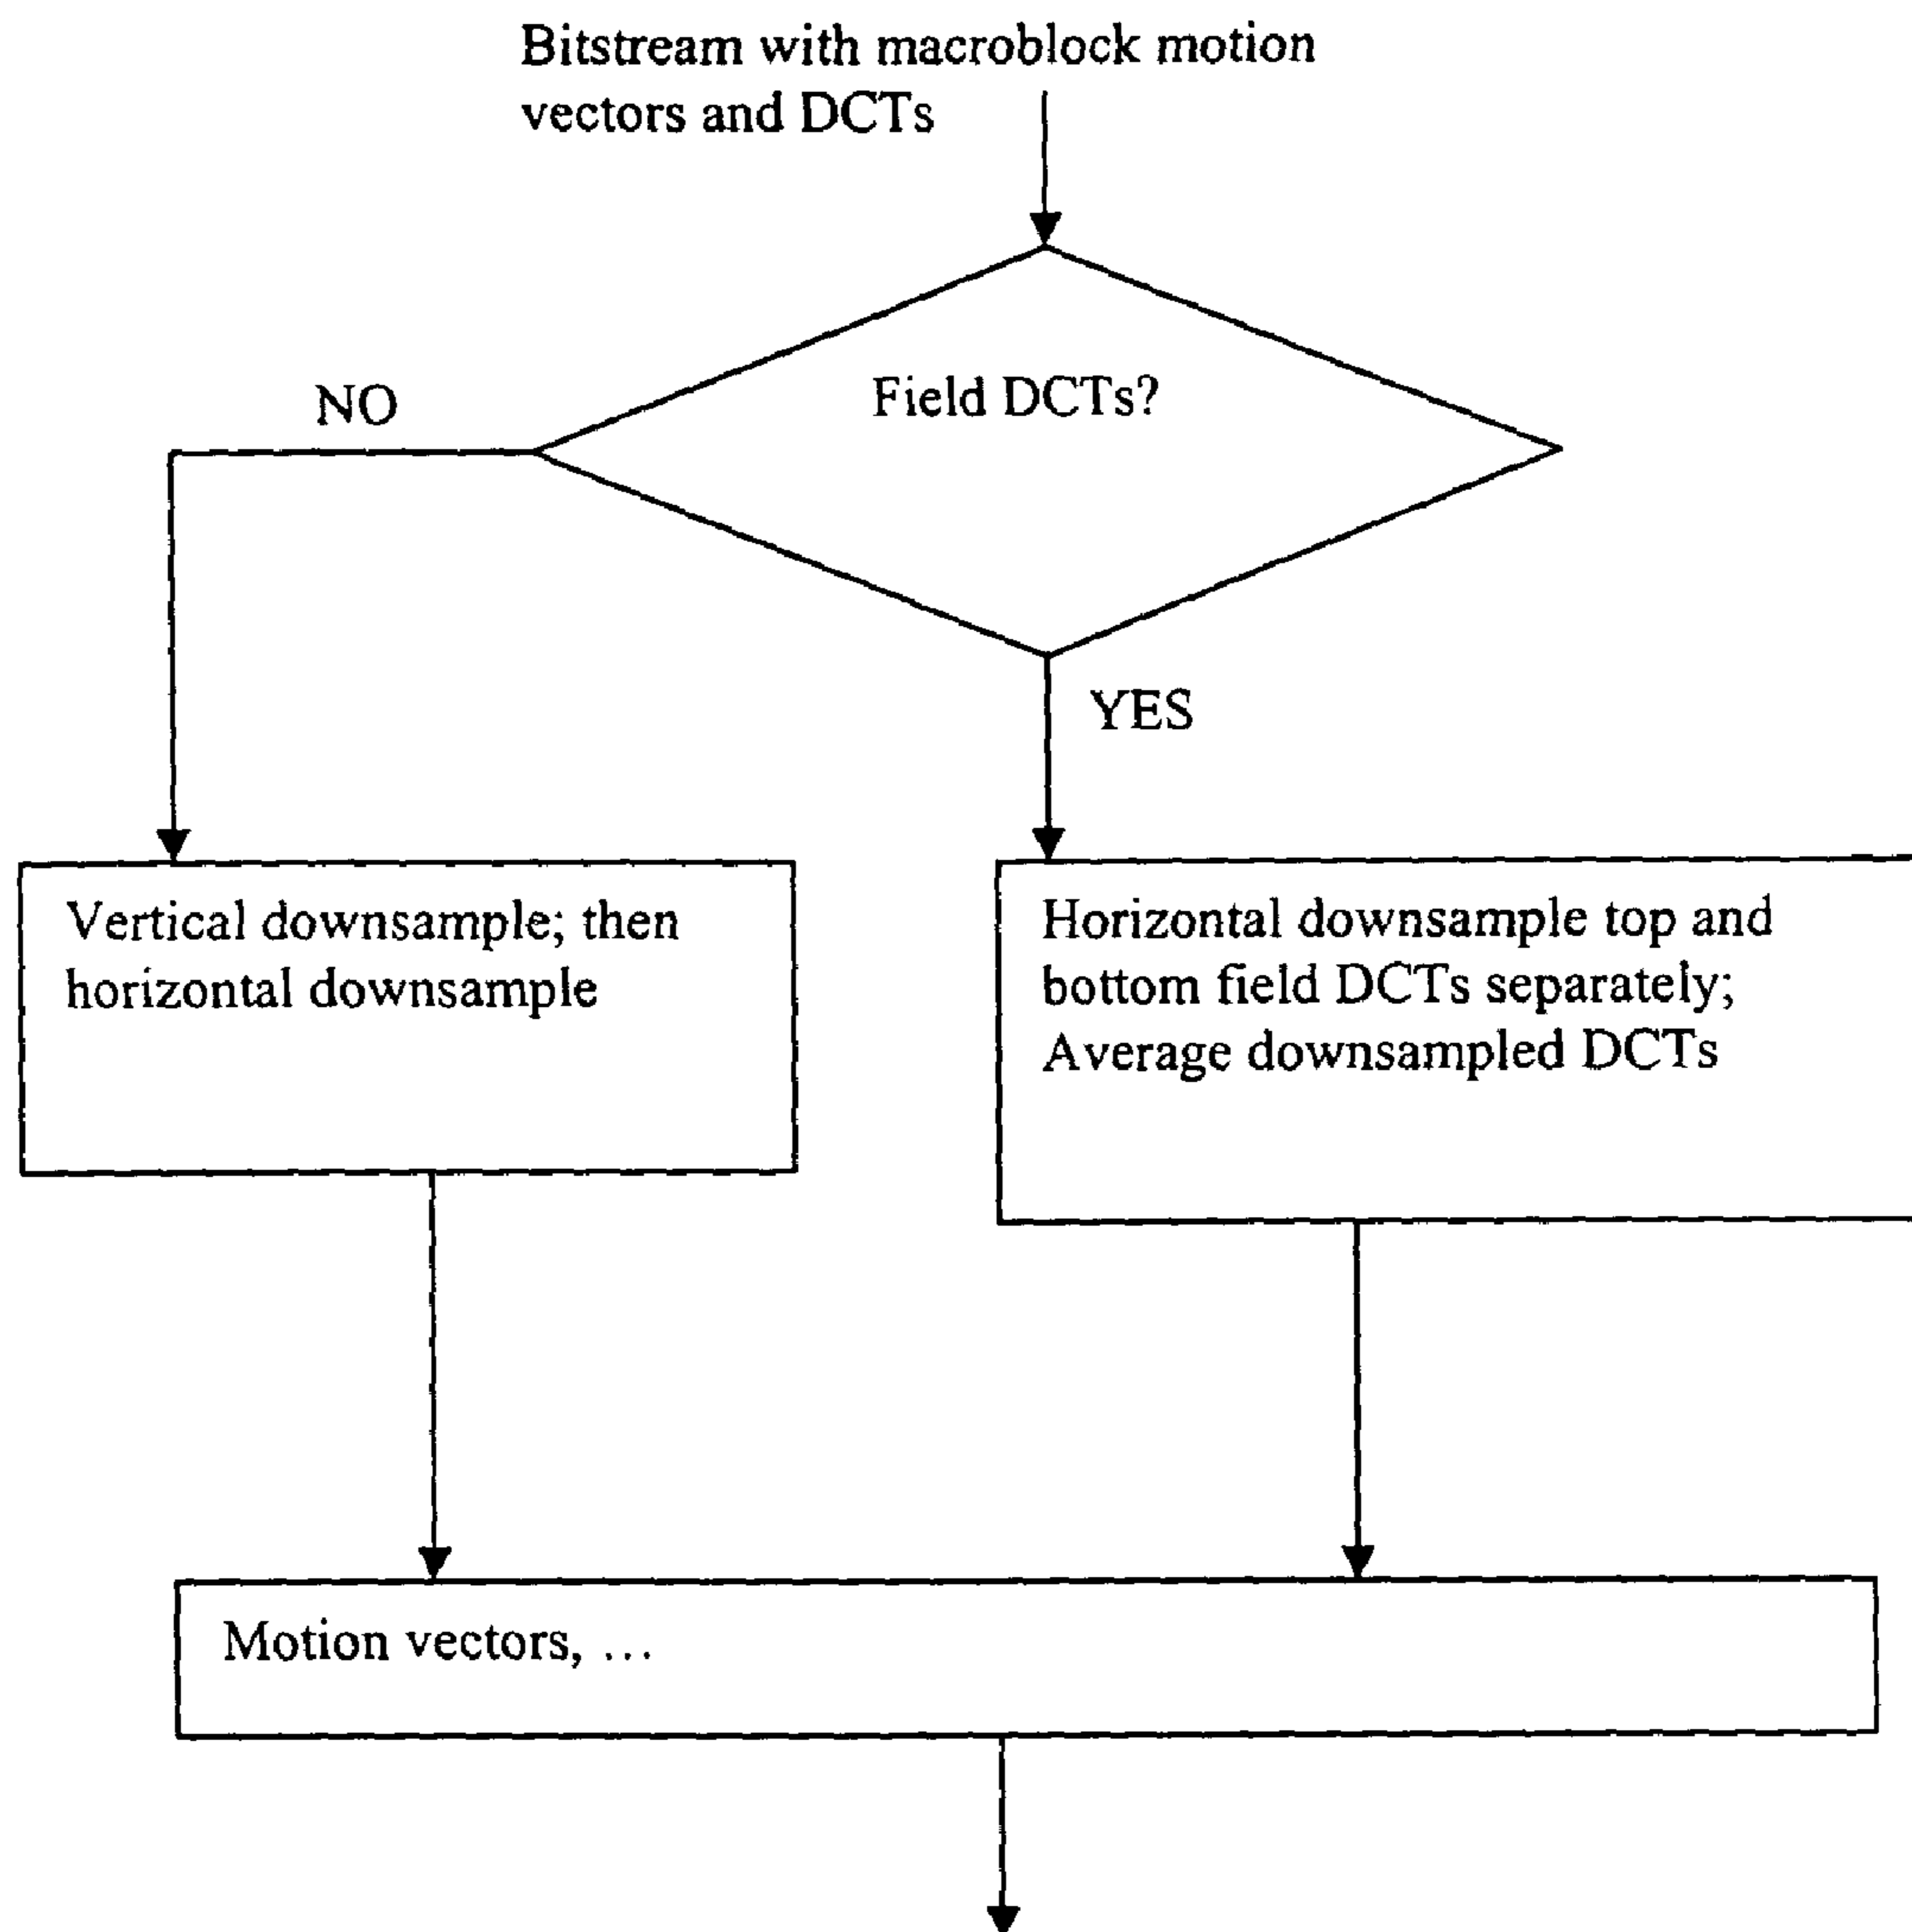 Bitstream with macroblock motion
vectors and DCTs
Field DCTs?
NO
YES
Vertical downsample; then
horizontal downsample
Horizontal downsample top and
bottom field DCTs separately;
Average downsampled DCTs
Motion vectors, ...